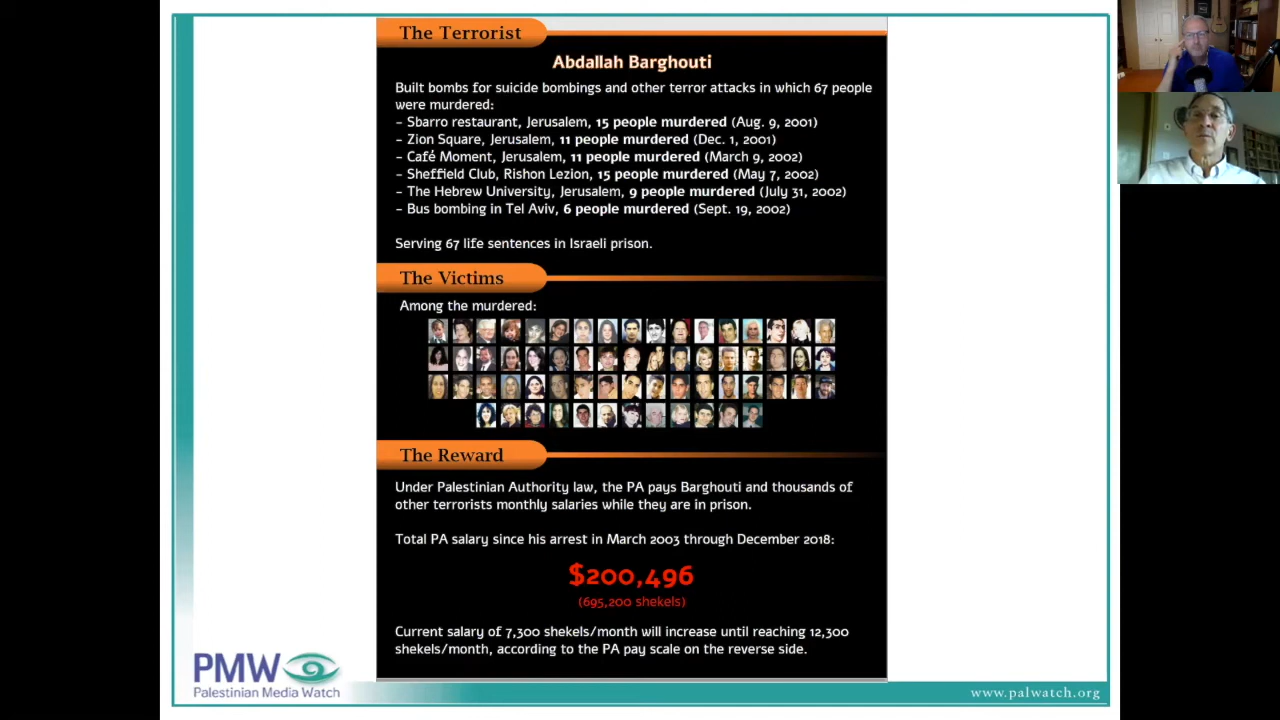 The Terrorist
Abdallah Barghouti
Built bombs for suicide bombings and other terror attacks in which 67 people
were murdered:
- Sbarro restaurant, Jerusalem, 15 people murdered (Aug. 9, 2001)
- Zion Square, Jerusalem, 11 people murdered (Dec. 1, 2001)
- Café Moment, Jerusalem, 11 people murdered (March 9, 2002)
- Sheffield Club, Rishon Lezion, 15 people murdered (May 7, 2002)
- The Hebrew University, Jerusalem, 9 people murdered (July 31, 2002)
- Bus bombing in Tel Aviv, 6 people murdered (Sept. 19, 2002)
Serving 67 life sentences in Israeli prison.
The Victims
Among the murdered:
The Reward
Under Palestinian Authority law, the PA pays Barghouti and thousands of
other terrorists monthly salaries while they are in prison.
Total PA salary since his arrest in March 2003 through December 2018:
$200,496
(695,200 shekels)
Current salary of 7,300 shekels/month will increase until reaching 12,300
shekels/month, according to the PA pay scale on the reverse side.
PMW
Palestinian Media Watch
www.palwatch.org